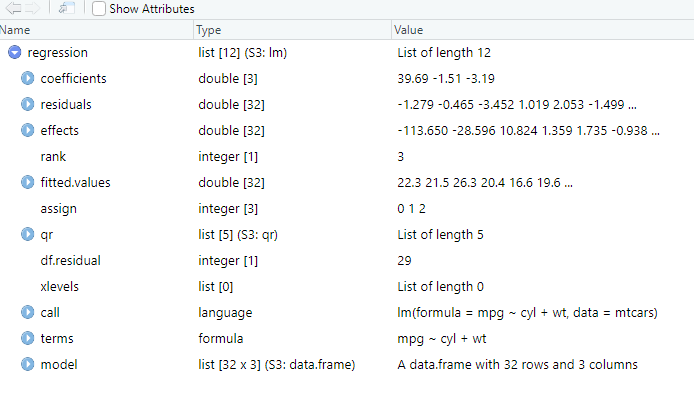 Show Attributes
Name Type Value
regression list [12] (S3: lm) List of length 12
coefficients double [3] 39.69 -1.51 -3.19
residuals double [32] -1.279 -0.465 -3.452 1.019 2.053 -1.499 ...
effects double [32] -113.650 -28.596 10.824 1.359 1.735 -0.938 ...
rank integer [1] 3
fitted.values double [32] 22.3 21.5 26.3 20.4 16.6 19.6 ...
assign integer [3] 0 1 2
qr list [5] (S3: qr) List of length 5
df.residual integer [1] 29
xlevels list [0] List of length 0
call language lm(formula = mpg ~ cyl + wt, data = mtcars)
terms formula mpg ~ cyl + wt
model list [32 x 3] (S3: data.frame) A data.frame with 32 rows and 3 columns